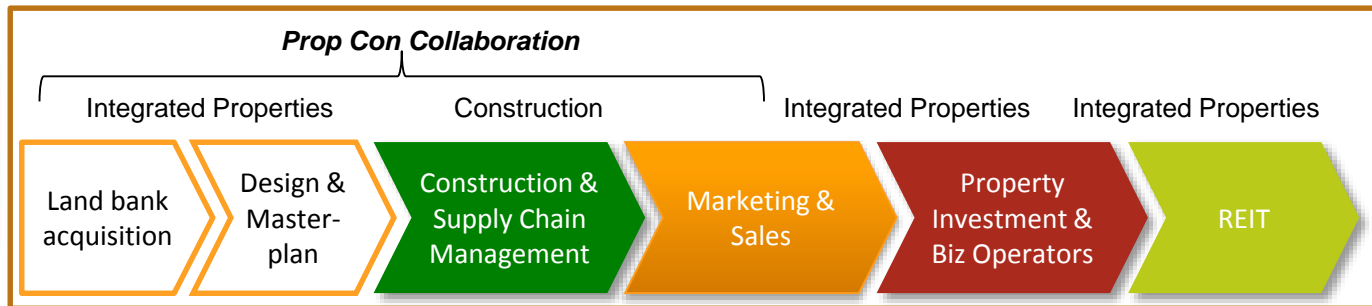 Prop Con Collaboration
Integrated Properties
Construction
Integrated Properties
Integrated Properties
Land bank
acquisition
Design &
Master-
plan
Construction &
Supply Chain
Management
Marketing &
Sales
Property
Investment &
Biz Operators
REIT